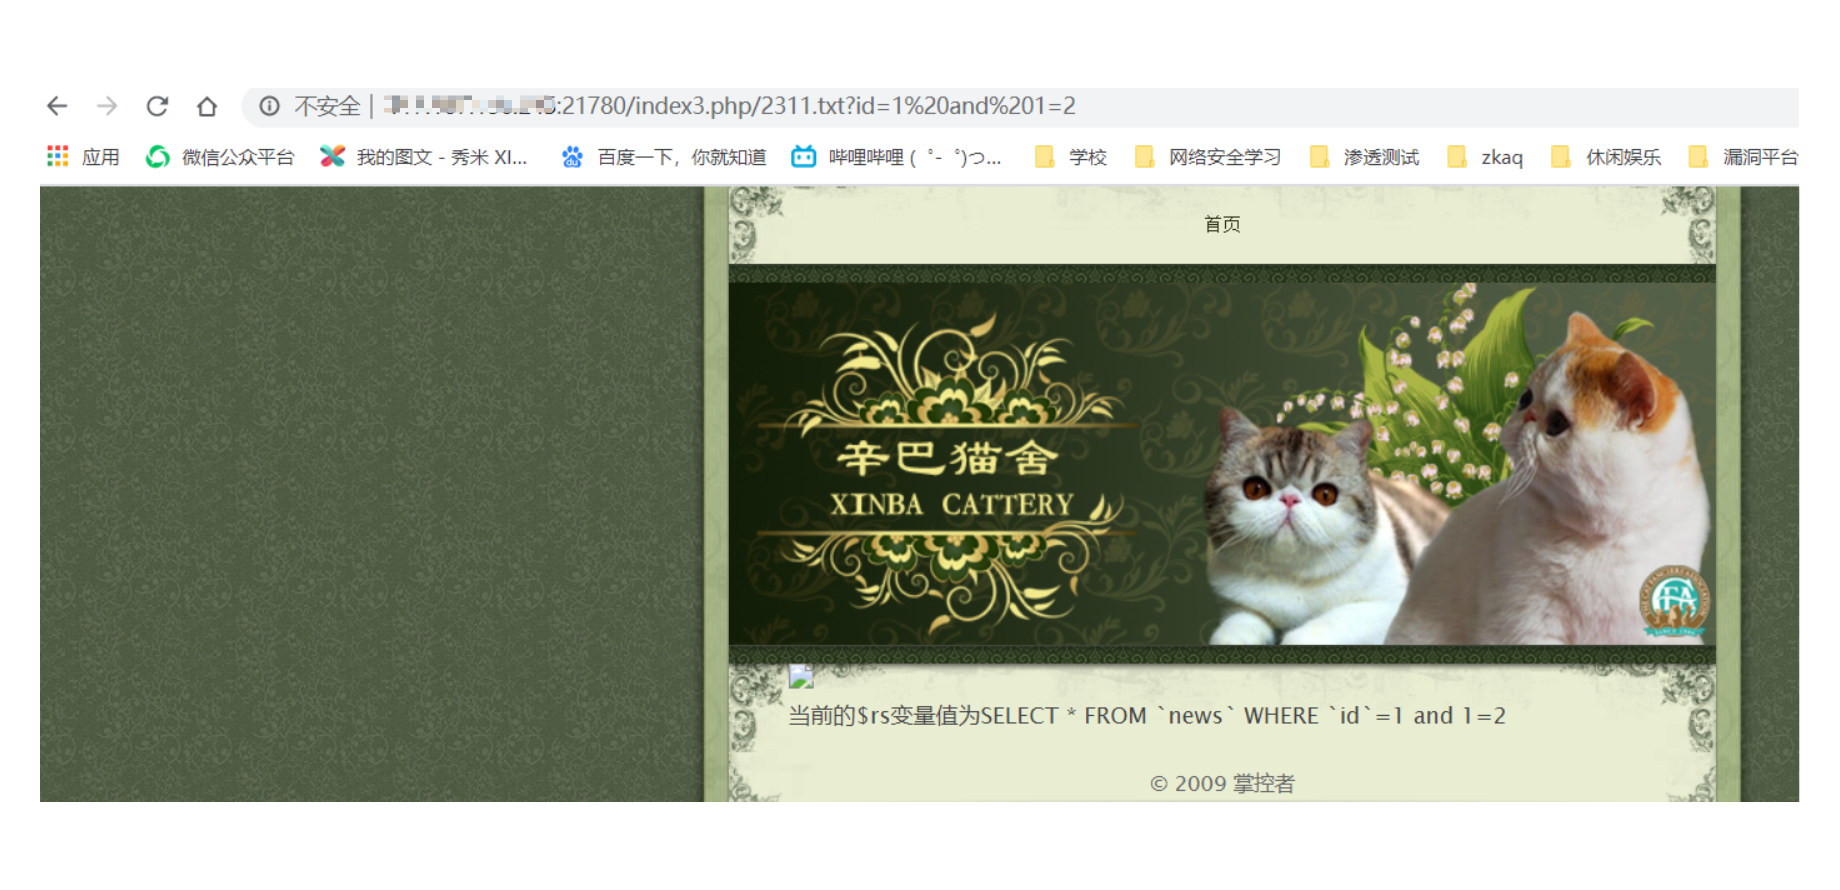 不安全 | :21780/index3.php/2311.txt?id=1%20and%201=2
应用 微信公众平台 我的图文 - 秀米 XI... 百度一下，你就知道 哔哩哔哩 ( ゜- ゜)つ... 学校 网络安全学习 渗透测试 zkaq 休闲娱乐 漏洞平台
首页
辛巴猫舍
XINBA CATTERY
当前的$rs变量值为SELECT * FROM `news` WHERE `id`=1 and 1=2
© 2009 掌控者